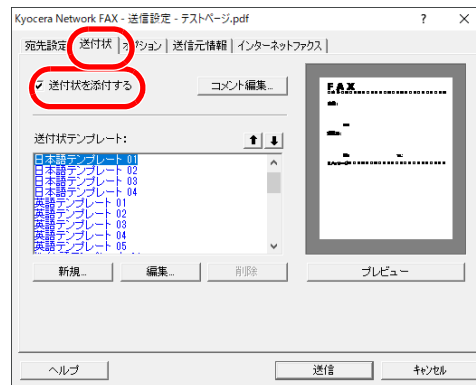 Kyocera Network FAX - 送信設定 - テストページ.pdf ? ×
宛先設定 送付状 オプション 送信元情報 インターネットファクス
✓ 送付状を添付する コメント編集...
送付状テンプレート:
日本語テンプレート 01
日本語テンプレート 02
日本語テンプレート 03
日本語テンプレート 04
英語テンプレート 01
英語テンプレート 02
英語テンプレート 03
英語テンプレート 04
英語テンプレート 05
新規... 編集... 削除
FAX
プレビュー
ヘルプ 送信 キャンセル